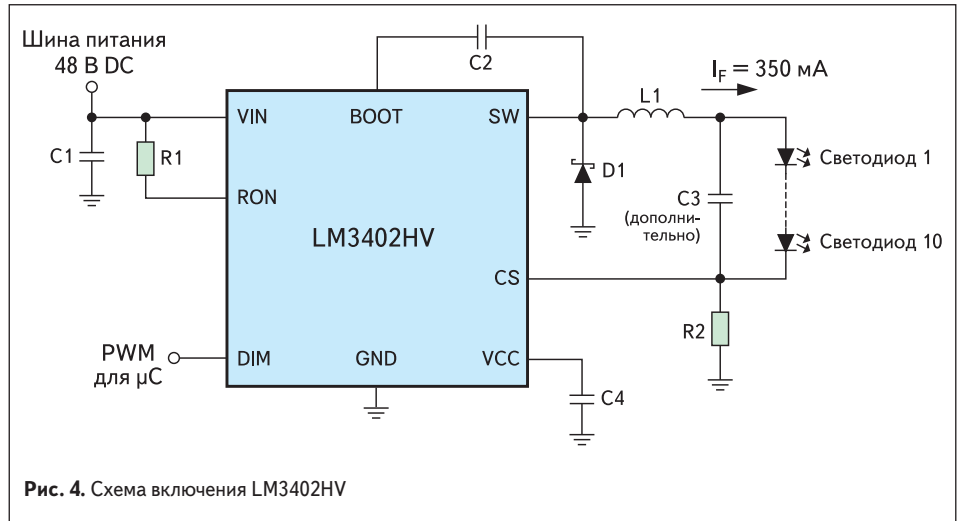 Шина питания
48 В DC
C2
I_F = 350 мА
L1
VIN
BOOT
SW
C1
R1
D1
Светодиод 1
C3
(дополни-
тельно)
RON
LM3402HV
Светодиод 10
CS
R2
PWM
для µC
DIM
GND
VCC
C4
Рис. 4. Схема включения LM3402HV